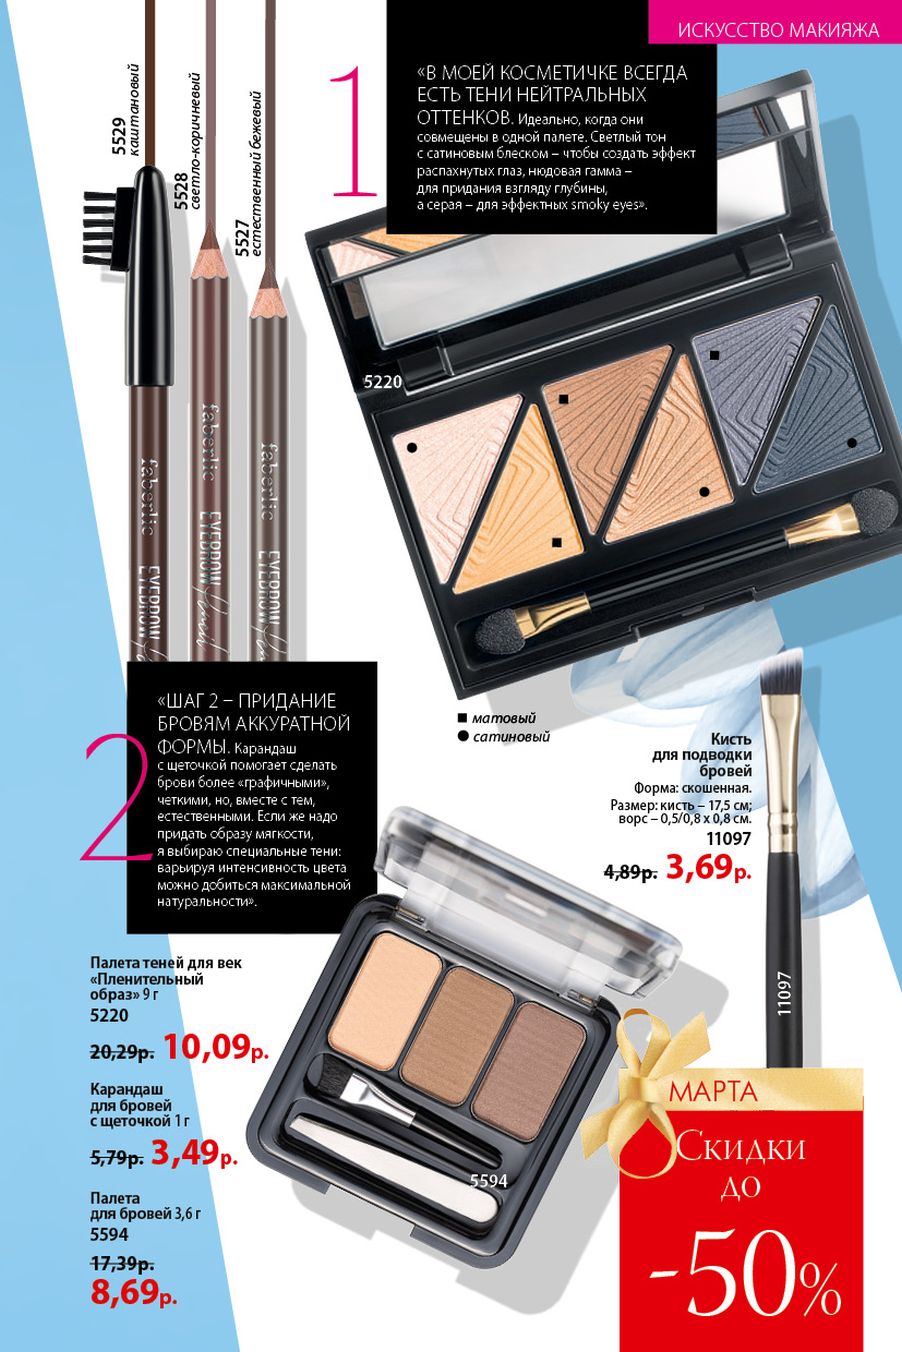 ИСКУССТВО МАКИЯЖА
1
«В МОЕЙ КОСМЕТИЧКЕ ВСЕГДА
ЕСТЬ ТЕНИ НЕЙТРАЛЬНЫХ
ОТТЕНКОВ. Идеально, когда они
совмещены в одной палете. Светлый тон
с сатиновым блеском – чтобы создать эффект
распахнутых глаз, нюдовая гамма –
для придания взгляду глубины,
а серая – для эффектных smoky eyes».
5529
каштановый
5528
светло-коричневый
5527
естественный бежевый
faberlic
EYEBROW
faberlic
EYEBROW Pencil
faberlic
EYEBROW
5220
■ матовый
● сатиновый
2
«ШАГ 2 – ПРИДАНИЕ
БРОВЯМ АККУРАТНОЙ
ФОРМЫ. Карандаш
с щеточкой помогает сделать
брови более «графичными»,
четкими, но, вместе с тем,
естественными. Если же надо
придать образу мягкости,
я выбираю специальные тени:
варьируя интенсивность цвета
можно добиться максимальной
натуральности».
Кисть
для подводки
бровей
Форма: скошенная.
Размер: кисть – 17,5 см;
ворс – 0,5/0,8 х 0,8 см.
11097
4,89р. 3,69р.
11097
Палета теней для век
«Пленительный
образ» 9 г
5220
20,29р. 10,09р.
Карандаш
для бровей
с щеточкой 1 г
5,79р. 3,49р.
Палета
для бровей 3,6 г
5594
17,39р.
8,69р.
5594
МАРТА
Скидки
до
-50%